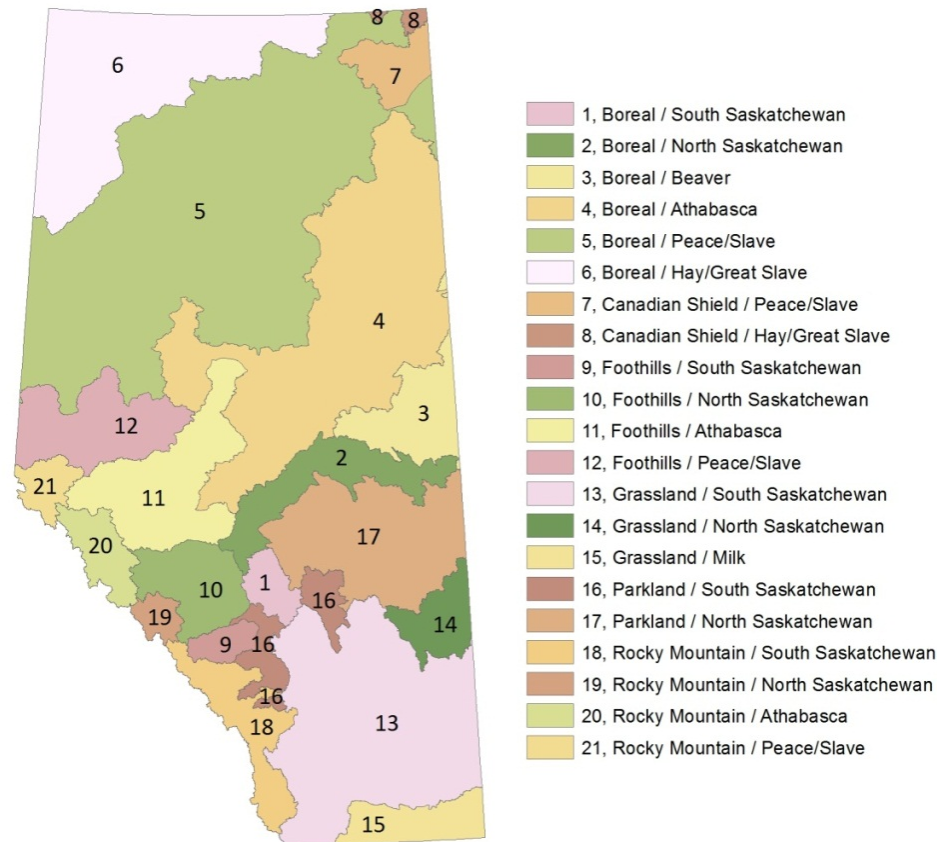 8
8
6
7
5
4
3
12
2
21
11
20
17
10
1
16
19
14
9
16
16
18
13
15
1, Boreal / South Saskatchewan
2, Boreal / North Saskatchewan
3, Boreal / Beaver
4, Boreal / Athabasca
5, Boreal / Peace/Slave
6, Boreal / Hay/Great Slave
7, Canadian Shield / Peace/Slave
8, Canadian Shield / Hay/Great Slave
9, Foothills / South Saskatchewan
10, Foothills / North Saskatchewan
11, Foothills / Athabasca
12, Foothills / Peace/Slave
13, Grassland / South Saskatchewan
14, Grassland / North Saskatchewan
15, Grassland / Milk
16, Parkland / South Saskatchewan
17, Parkland / North Saskatchewan
18, Rocky Mountain / South Saskatchewan
19, Rocky Mountain / North Saskatchewan
20, Rocky Mountain / Athabasca
21, Rocky Mountain / Peace/Slave